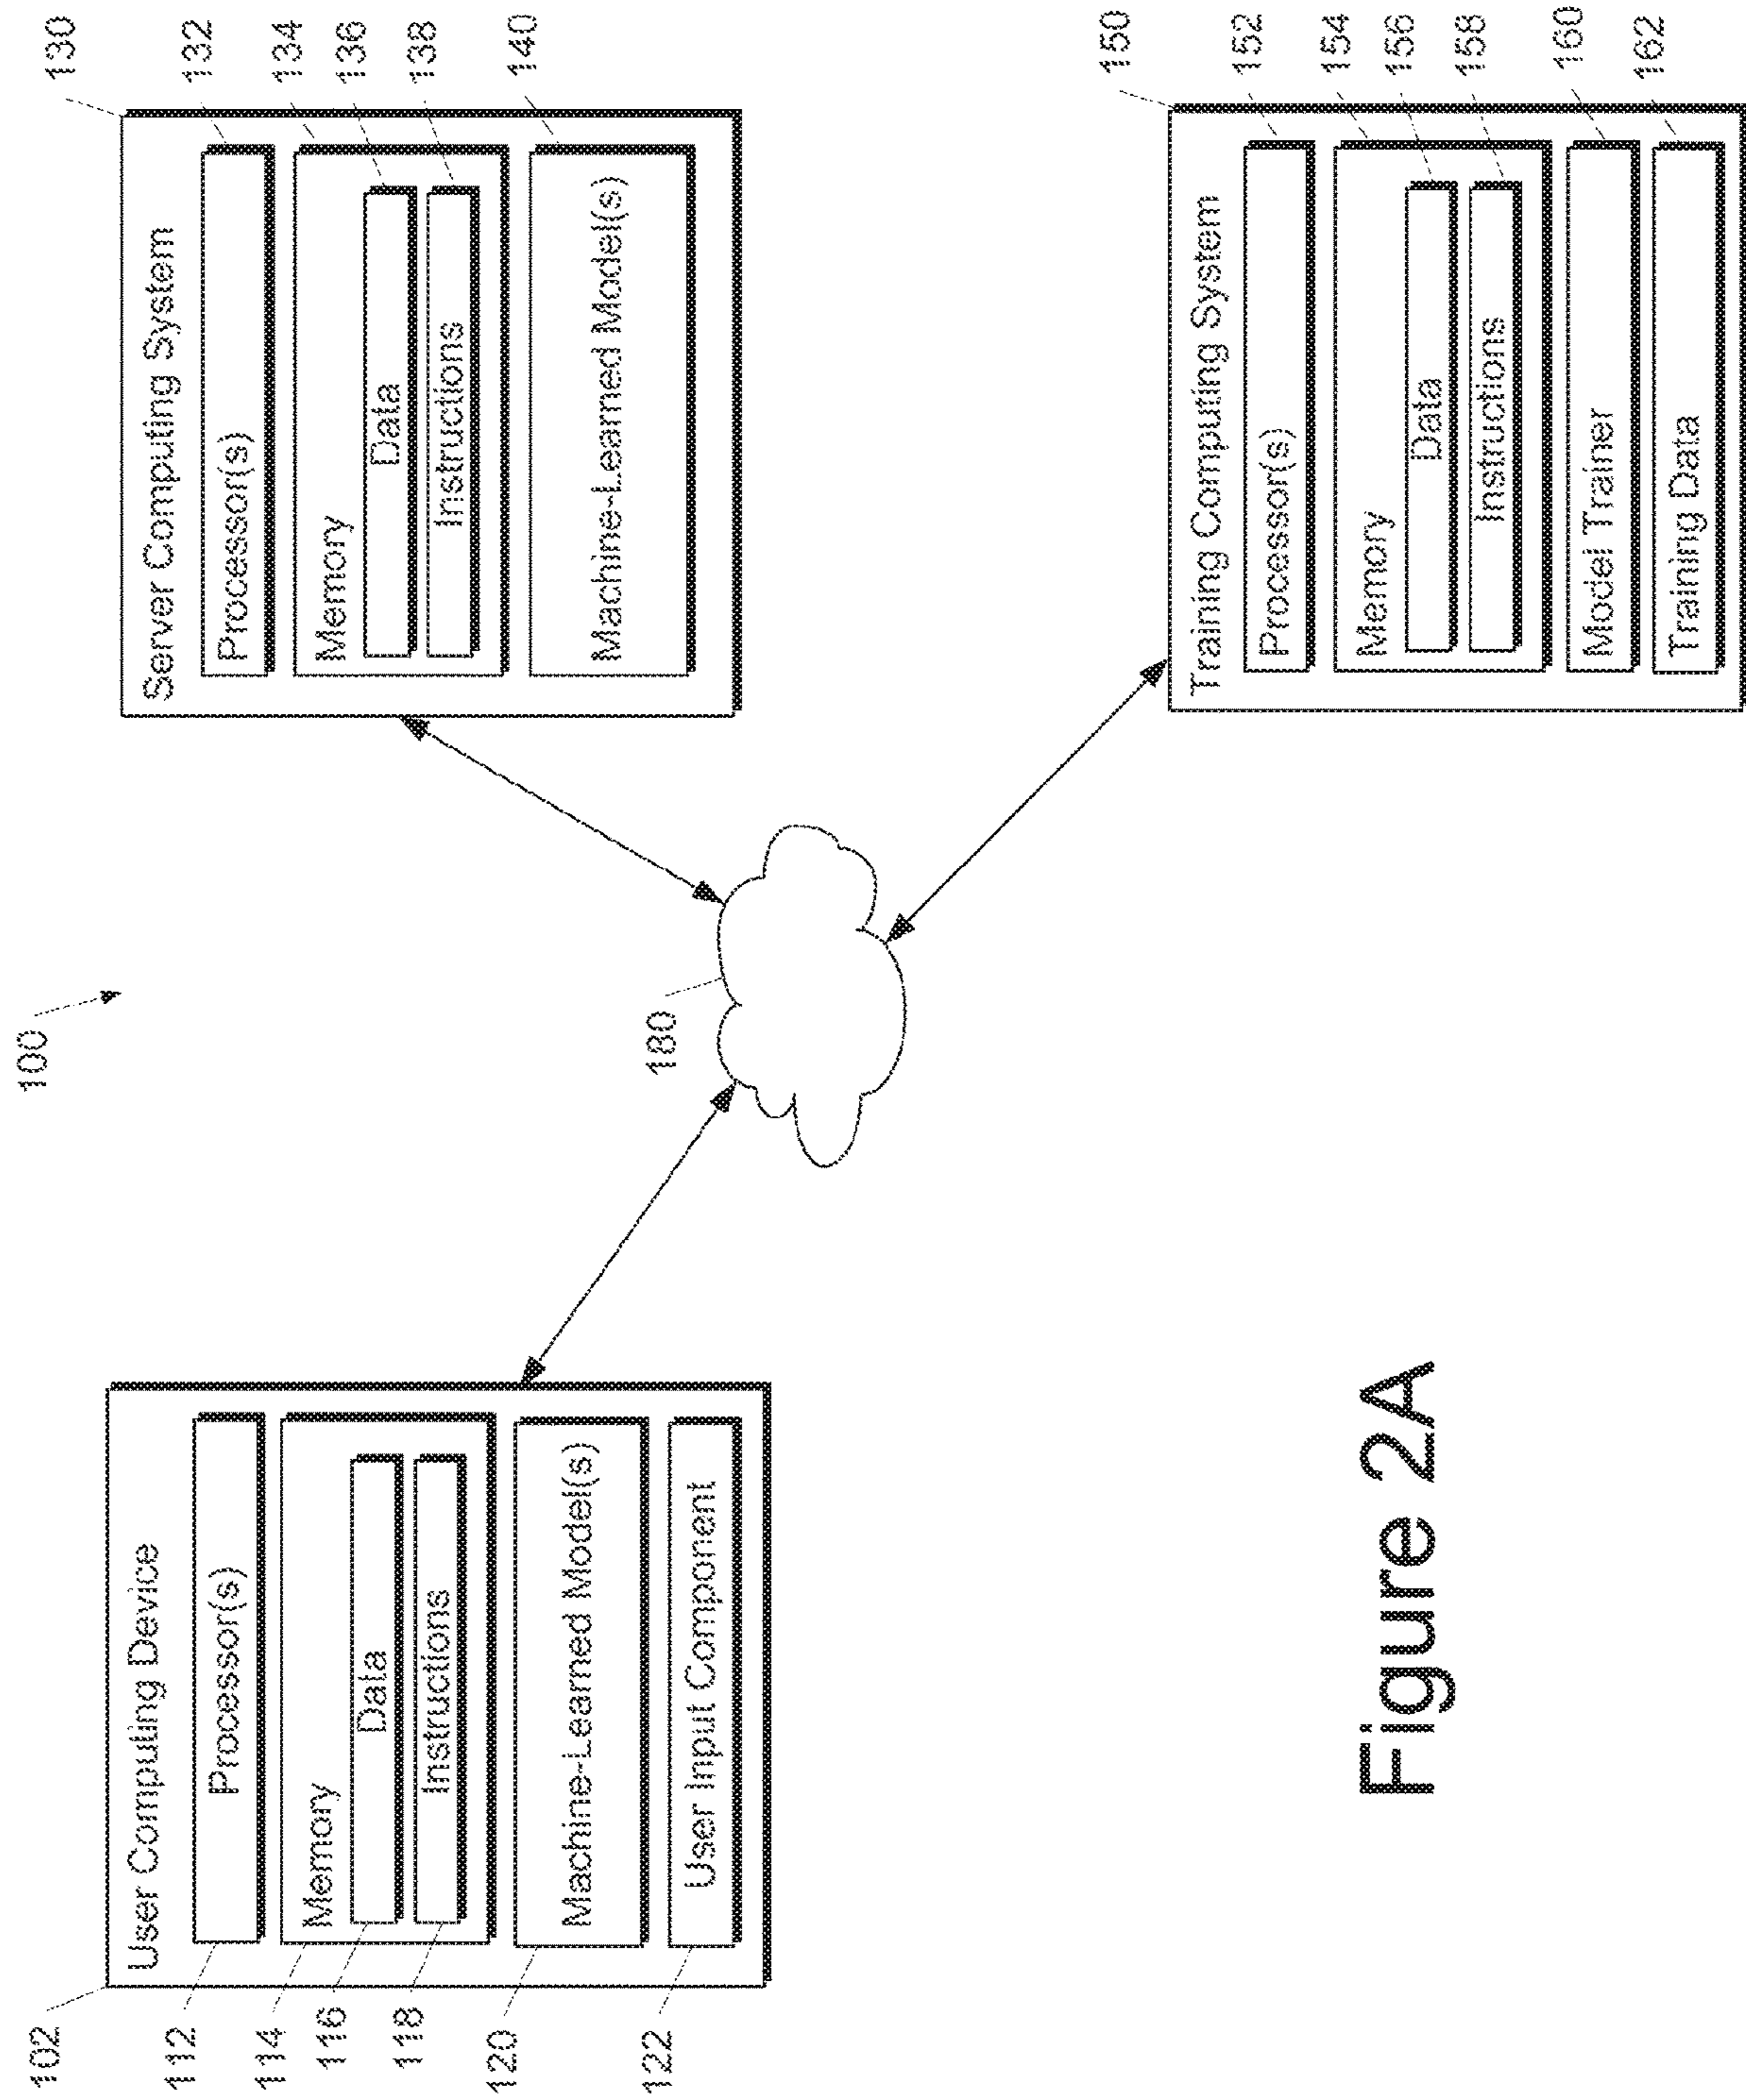 100
102
User Computing Device
112
Processor(s)
114
Memory
116
Data
118
Instructions
120
Machine-Learned Model(s)
122
User Input Component
180
130
Server Computing System
132
Processor(s)
134
Memory
136
Data
138
Instructions
140
Machine-Learned Model(s)
150
Training Computing System
152
Processor(s)
154
Memory
156
Data
158
Instructions
160
Model Trainer
162
Training Data
Figure 2A